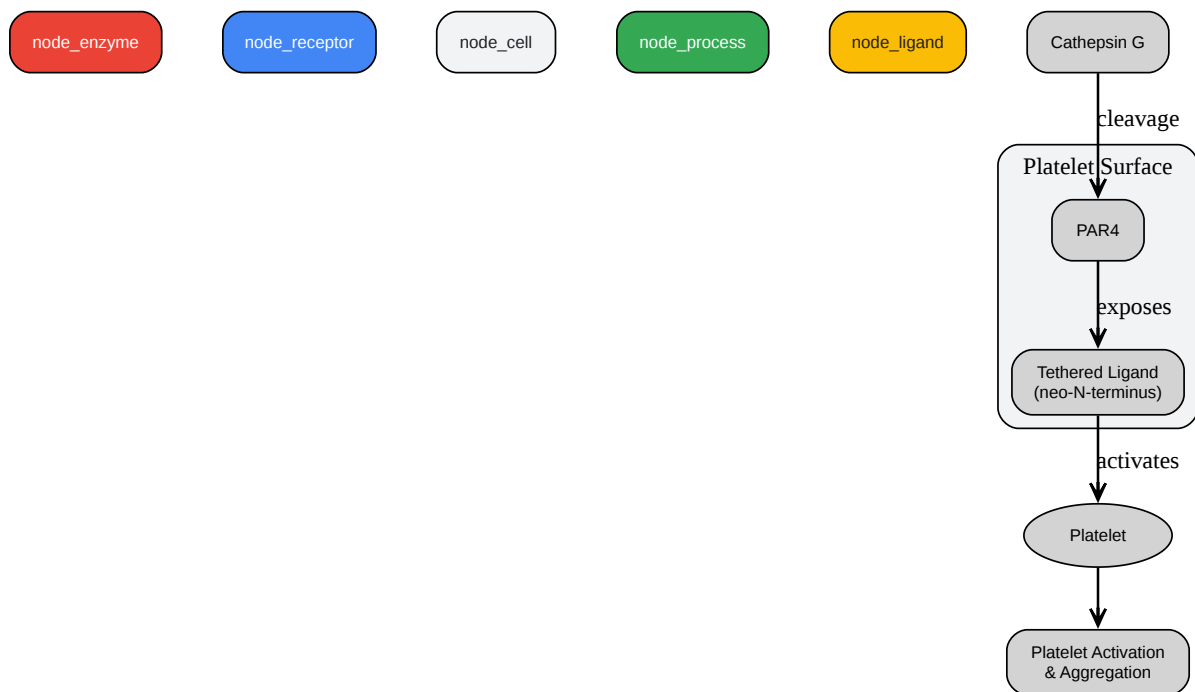 node_enzyme
node_receptor
node_cell
node_process
node_ligand
Cathepsin G
cleavage
Platelet Surface
PAR4
exposes
Tethered Ligand
(neo-N-terminus)
activates
Platelet
Platelet Activation
& Aggregation